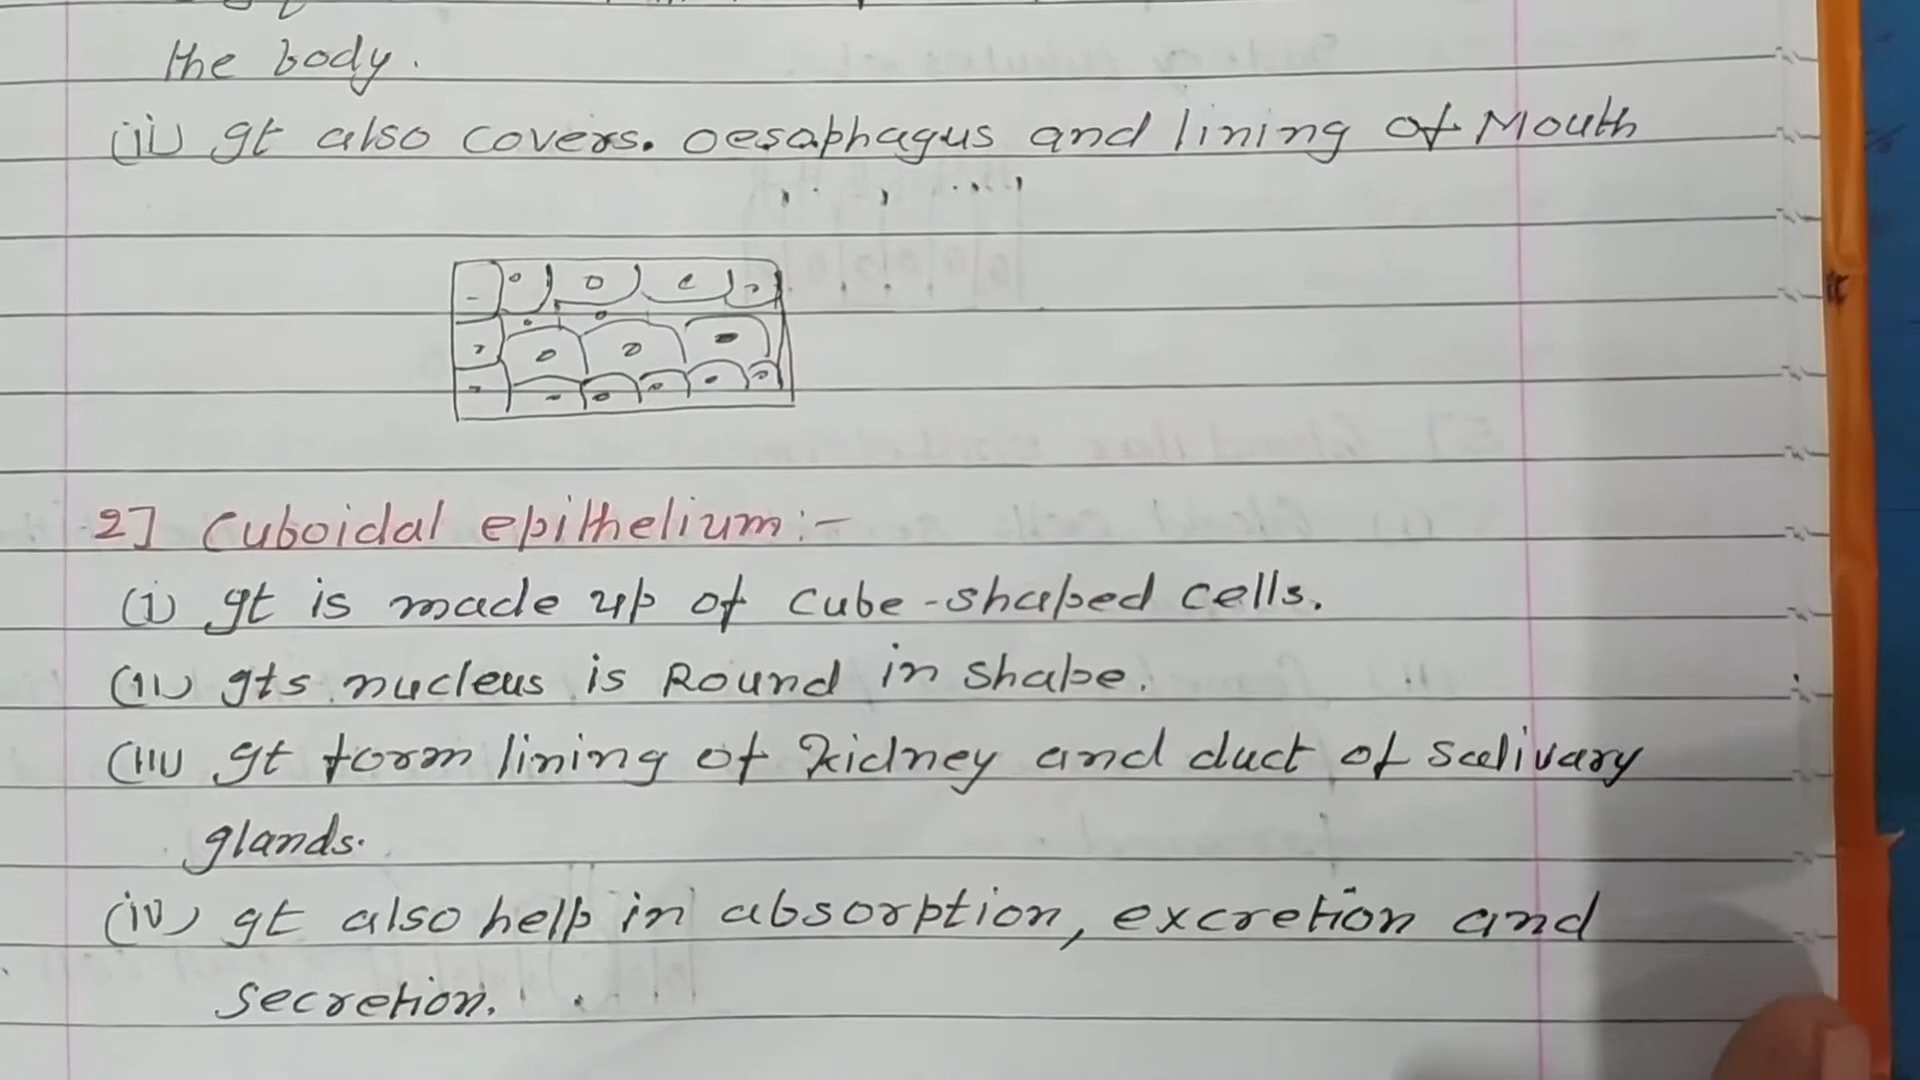 the body.
(ii) It also covers. oesaphagus and lining of Mouth
2] Cuboidal epithelium:-
(i) It is made up of cube-shaped cells.
(ii) Its nucleus is Round in shape.
(iii) It form lining of kidney and duct of salivary
glands.
(iv) It also help in absorption, excretion and
secretion.